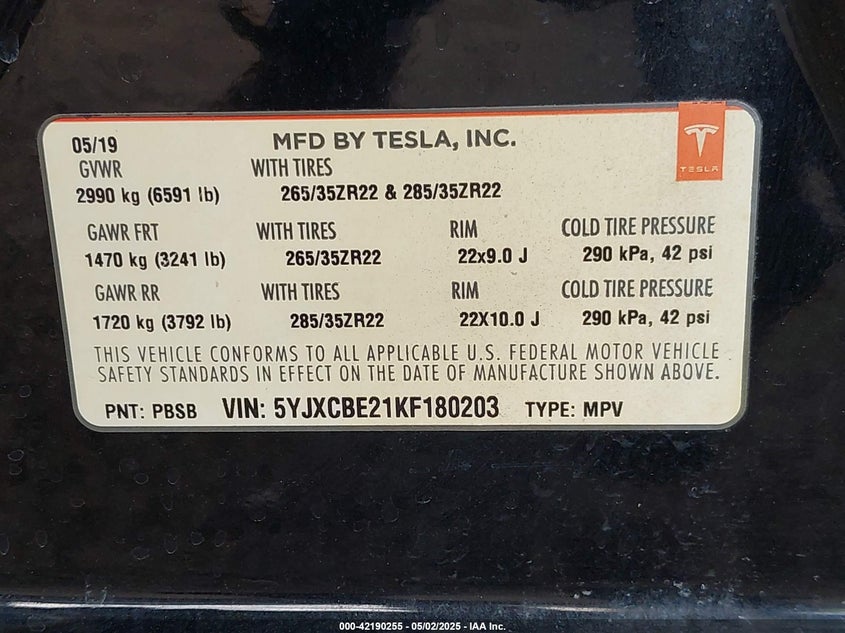 05/19 MFD BY TESLA, INC.
TESLA
GVWR WITH TIRES
2990 kg (6591 lb) 265/35ZR22 & 285/35ZR22
GAWR FRT WITH TIRES RIM COLD TIRE PRESSURE
1470 kg (3241 lb) 265/35ZR22 22x9.0 J 290 kPa, 42 psi
GAWR RR WITH TIRES RIM COLD TIRE PRESSURE
1720 kg (3792 lb) 285/35ZR22 22X10.0 J 290 kPa, 42 psi
THIS VEHICLE CONFORMS TO ALL APPLICABLE U.S. FEDERAL MOTOR VEHICLE
SAFETY STANDARDS IN EFFECT ON THE DATE OF MANUFACTURE SHOWN ABOVE.
PNT: PBSB VIN: 5YJXCBE21KF180203 TYPE: MPV
000-42190255 - 05/02/2025 - IAA Inc.